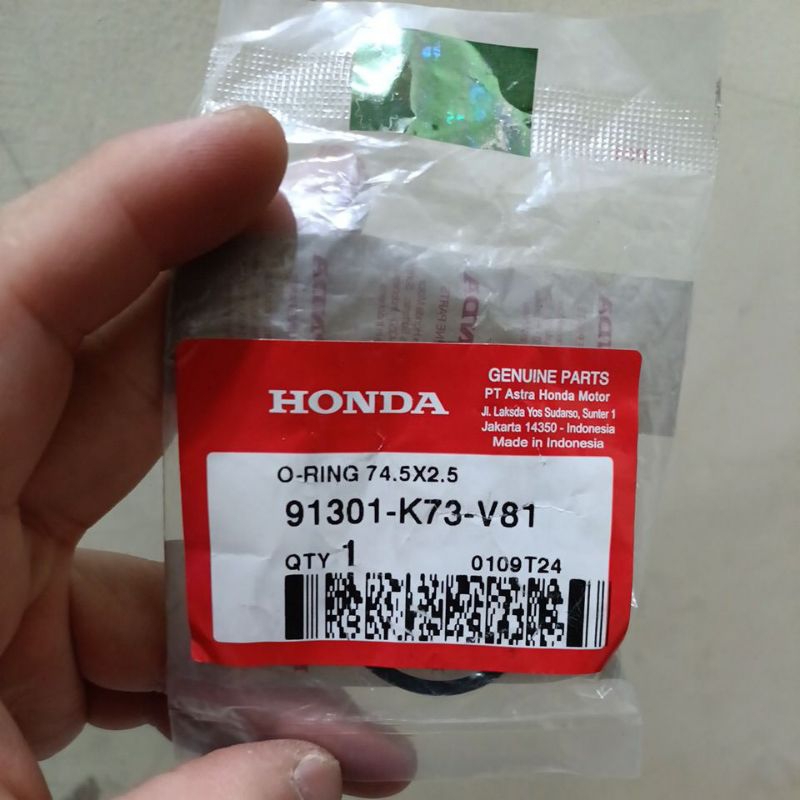 HONDA
GENUINE PARTS
PT Astra Honda Motor
Jl. Laksda Yos Sudarso, Sunter 1
Jakarta 14350 - Indonesia
Made in Indonesia
O-RING 74.5X2.5
91301-K73-V81
QTY 1
0109T24